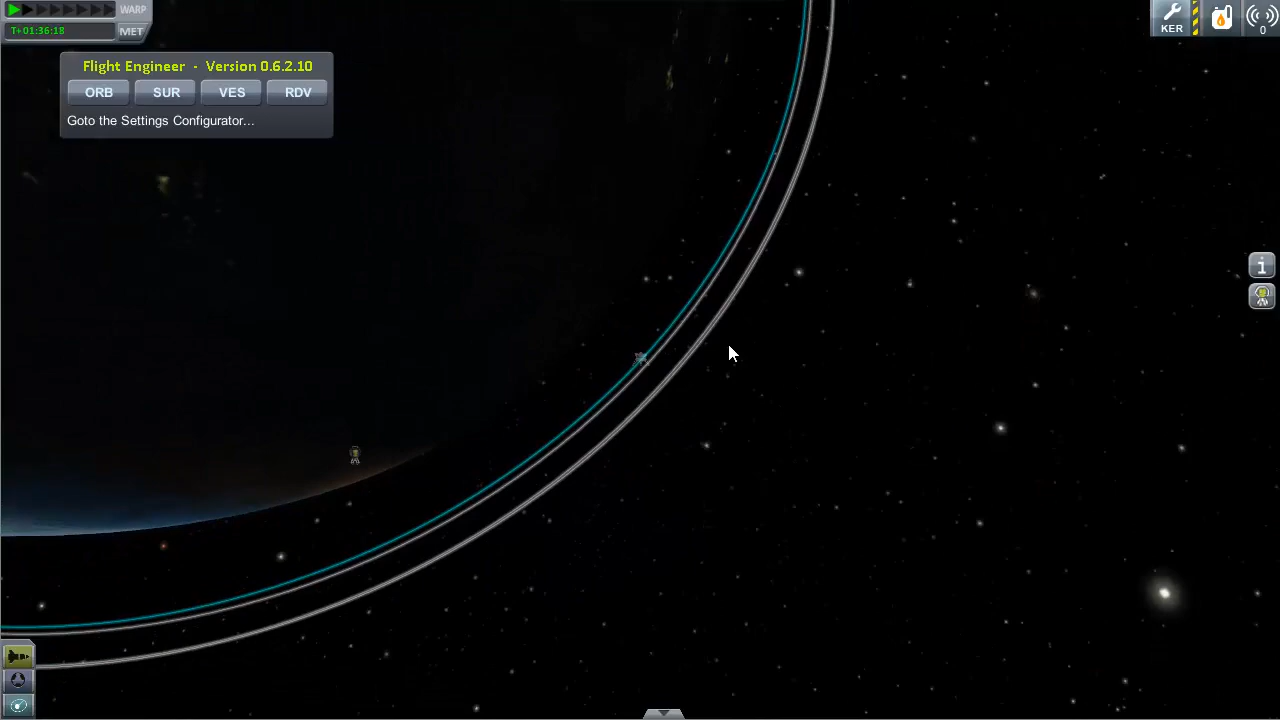 WARP
T+01:36:18 MET
KER
0
Flight Engineer - Version 0.6.2.10
ORB SUR VES RDV
Goto the Settings Configurator...